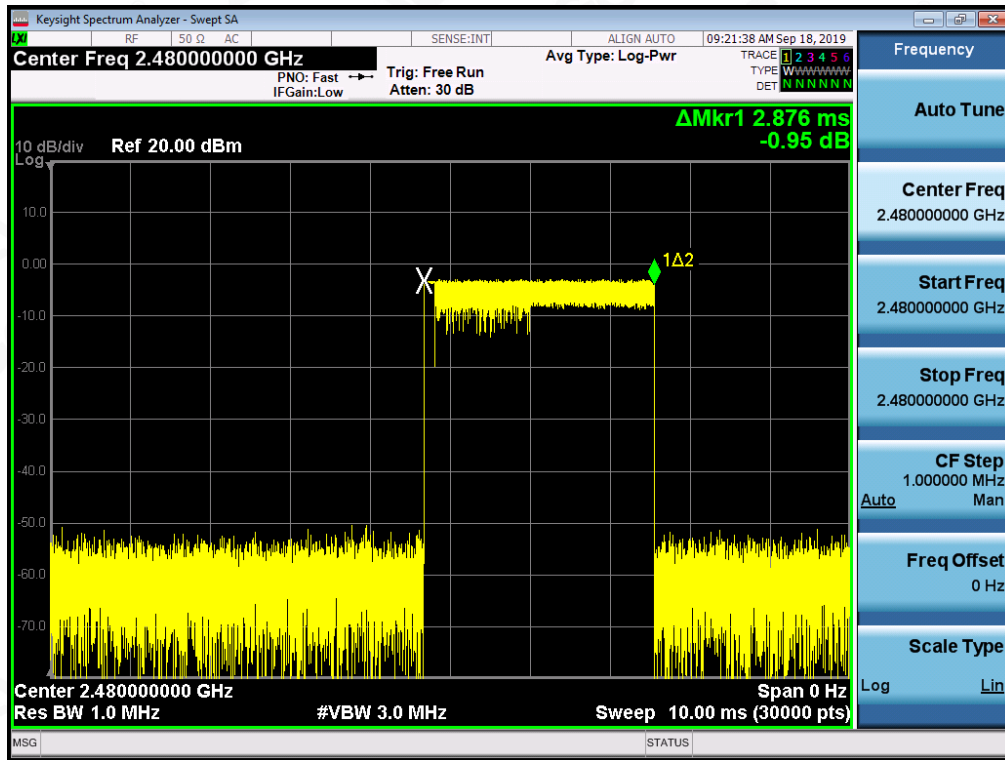 Keysight Spectrum Analyzer - Swept SA
LXI RF 50 Ω AC SENSE:INT ALIGN AUTO 09:21:38 AM Sep 18, 2019
Center Freq 2.480000000 GHz
PNO: Fast
IFGain:Low
Trig: Free Run
Atten: 30 dB
Avg Type: Log-Pwr
TRACE 1 2 3 4 5 6
TYPE WWWWWW
DET N N N N N N
ΔMkr1 2.876 ms
-0.95 dB
10 dB/div Ref 20.00 dBm
Log
10.0
0.00
-10.0
-20.0
-30.0
-40.0
-50.0
-60.0
-70.0
1Δ2
Center 2.480000000 GHz Span 0 Hz
Res BW 1.0 MHz #VBW 3.0 MHz Sweep 10.00 ms (30000 pts)
MSG STATUS
Frequency
Auto Tune
Center Freq
2.480000000 GHz
Start Freq
2.480000000 GHz
Stop Freq
2.480000000 GHz
CF Step
1.000000 MHz
Auto Man
Freq Offset
0 Hz
Scale Type
Log Lin